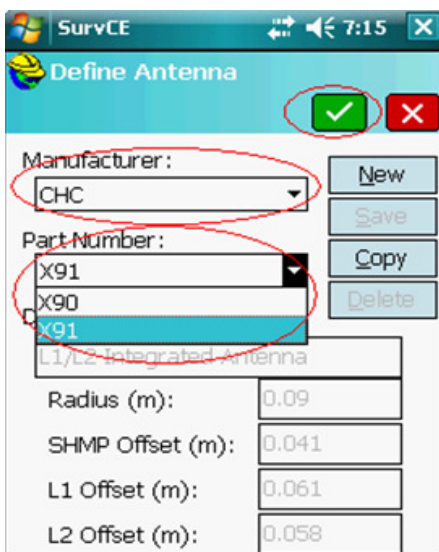 SurvCE 7:15
Define Antenna
Manufacturer:
New
CHC
Save
Part Number:
Copy
X91
X90
Delete
D
X91
L1/L2 Integrated Antenna
Radius (m): 0.09
SHMP Offset (m): 0.041
L1 Offset (m): 0.061
L2 Offset (m): 0.058